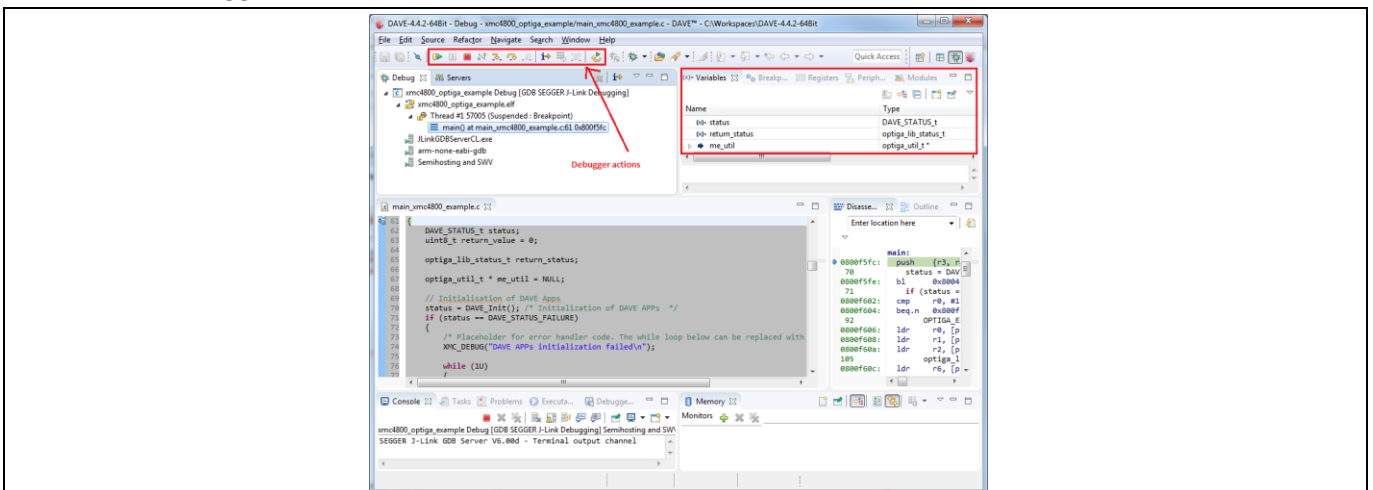 DAVE-4.4.2-64Bit - Debug - xmc4800_optiga_example/main_xmc4800_example.c - DAVE™ - C:\Workspaces\DAVE-4.4.2-64Bit
File Edit Source Refactor Navigate Search Window Help
Quick Access
Debug Servers
xmc4800_optiga_example Debug [GDB SEGGER J-Link Debugging]
xmc4800_optiga_example.elf
Thread #1 57005 (Suspended : Breakpoint)
main() at main_xmc4800_example.c:61 0x800f5fc
JLinkGDBServerCL.exe
arm-none-eabi-gdb
Semihosting and SWV
Debugger actions
(x)= Variables Breakp... Registers Periph... Modules
Name Type
(x)= status DAVE_STATUS_t
(x)= return_status optiga_lib_status_t
me_util optiga_util_t *
main_xmc4800_example.c
61 {
62 DAVE_STATUS_t status;
63 uint8_t return_value = 0;
64
65 optiga_lib_status_t return_status;
66
67 optiga_util_t * me_util = NULL;
68
69 // Initialisation of DAVE Apps
70 status = DAVE_Init(); /* Initialization of DAVE APPs */
71 if (status == DAVE_STATUS_FAILURE)
72 {
73 /* Placeholder for error handler code. The while loop below can be replaced with
74 XMC_DEBUG("DAVE APPs initialization failed\n");
75
76 while (1U)
77 {
Disasse... Outline
Enter location here
main:
0800f5fc: push {r3, r
70 status = DAV
0800f5fe: bl 0x8004
71 if (status =
0800f602: cmp r0, #1
0800f604: beq.n 0x800f
92 OPTIGA_E
0800f606: ldr r0, [p
0800f608: ldr r1, [p
0800f60a: ldr r2, [p
105 optiga_l
0800f60c: ldr r6, [p
Console Tasks Problems Executa... Debugge...
xmc4800_optiga_example Debug [GDB SEGGER J-Link Debugging] Semihosting and SWV
SEGGER J-Link GDB Server V6.00d - Terminal output channel
Memory
Monitors